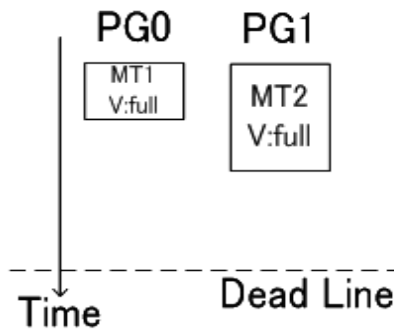 PG0 PG1
MT1
V:full
MT2
V:full
Dead Line
Time